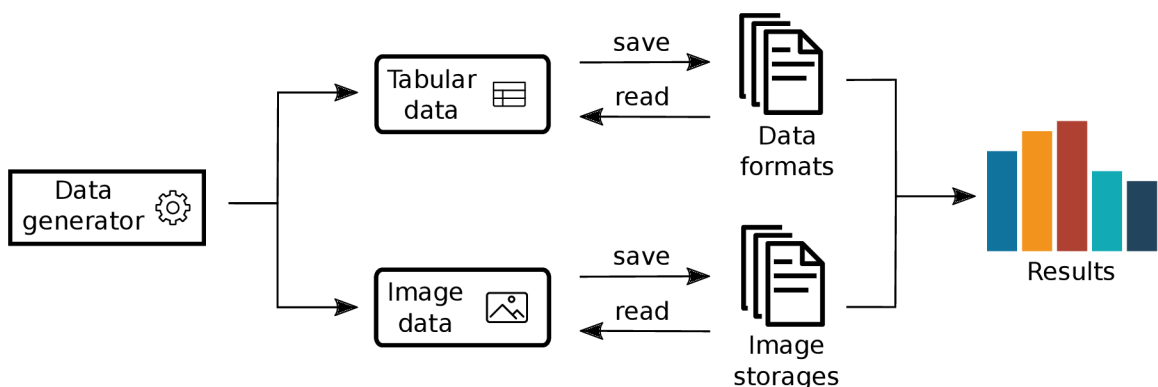 Data
generator
Tabular
data
save
read
Data
formats
Image
data
save
read
Image
storages
Results